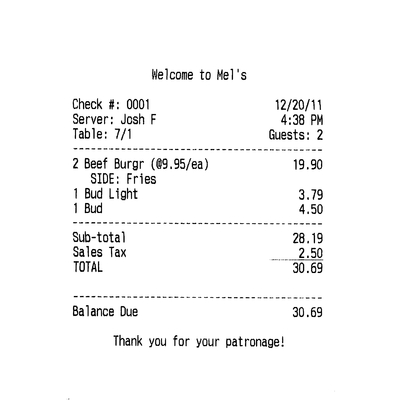 Welcome to Mel's
Check #: 0001 12/20/11
Server: Josh F 4:38 PM
Table: 7/1 Guests: 2
2 Beef Burgr (@9.95/ea) 19.90
SIDE: Fries
1 Bud Light 3.79
1 Bud 4.50
Sub-total 28.19
Sales Tax 2.50
TOTAL 30.69
Balance Due 30.69
Thank you for your patronage!